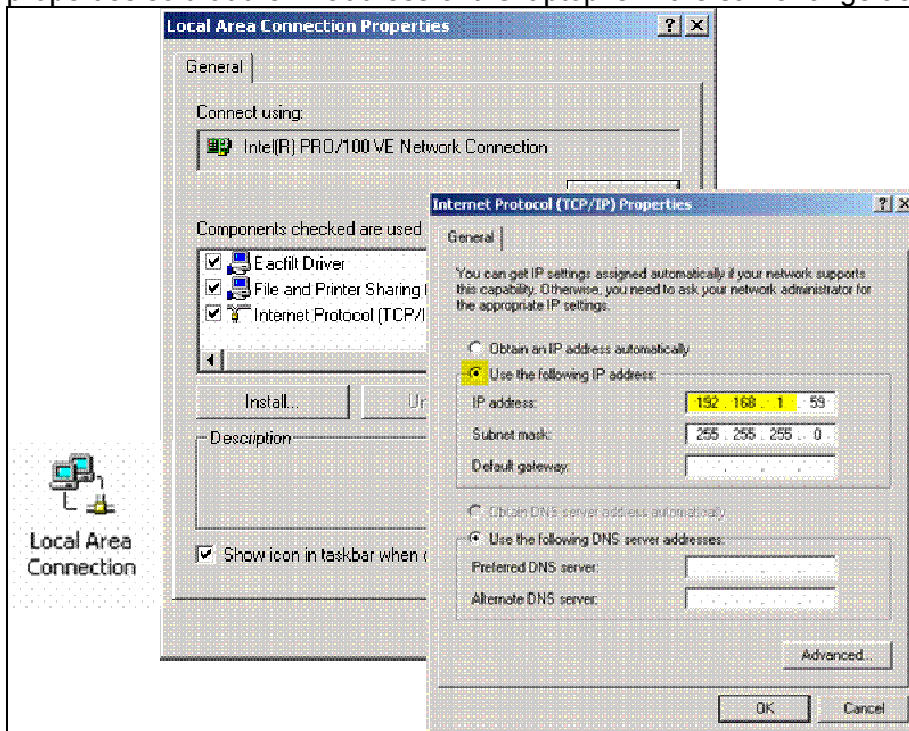 Local Area Connection Properties
General
Connect using:
Intel(R) PRO/100 VE Network Connection
Components checked are used
Eacfilt Driver
File and Printer Sharing
Internet Protocol (TCP/I
Install...
Un
Description
Show icon in taskbar when
Local Area
Connection
Internet Protocol (TCP/IP) Properties
General
You can get IP settings assigned automatically if your network supports
this capability. Otherwise, you need to ask your network administrator for
the appropriate IP settings.
Obtain an IP address automatically
Use the following IP address:
IP address: 192 . 168 . 1 . 59
Subnet mask: 255 . 255 . 255 . 0
Default gateway:
Obtain DNS server address automatically
Use the following DNS server addresses:
Preferred DNS server:
Alternate DNS server:
Advanced...
OK Cancel